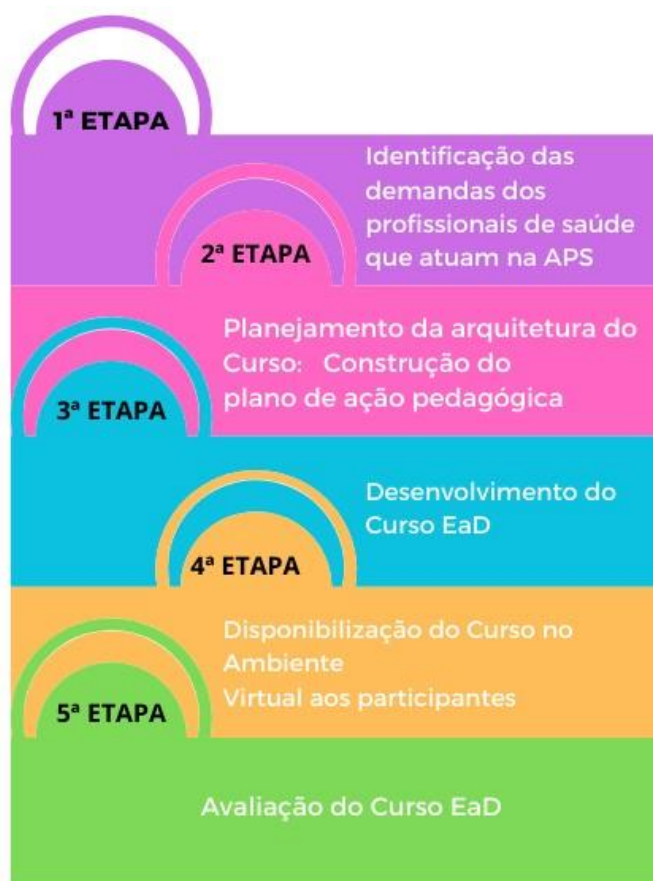 1ª ETAPA
Identificação das
demandas dos
profissionais de saúde
que atuam na APS
2ª ETAPA
Planejamento da arquitetura do
Curso: Construção do
plano de ação pedagógica
3ª ETAPA
Desenvolvimento do
Curso EaD
4ª ETAPA
Disponibilização do Curso no
Ambiente
Virtual aos participantes
5ª ETAPA
Avaliação do Curso EaD